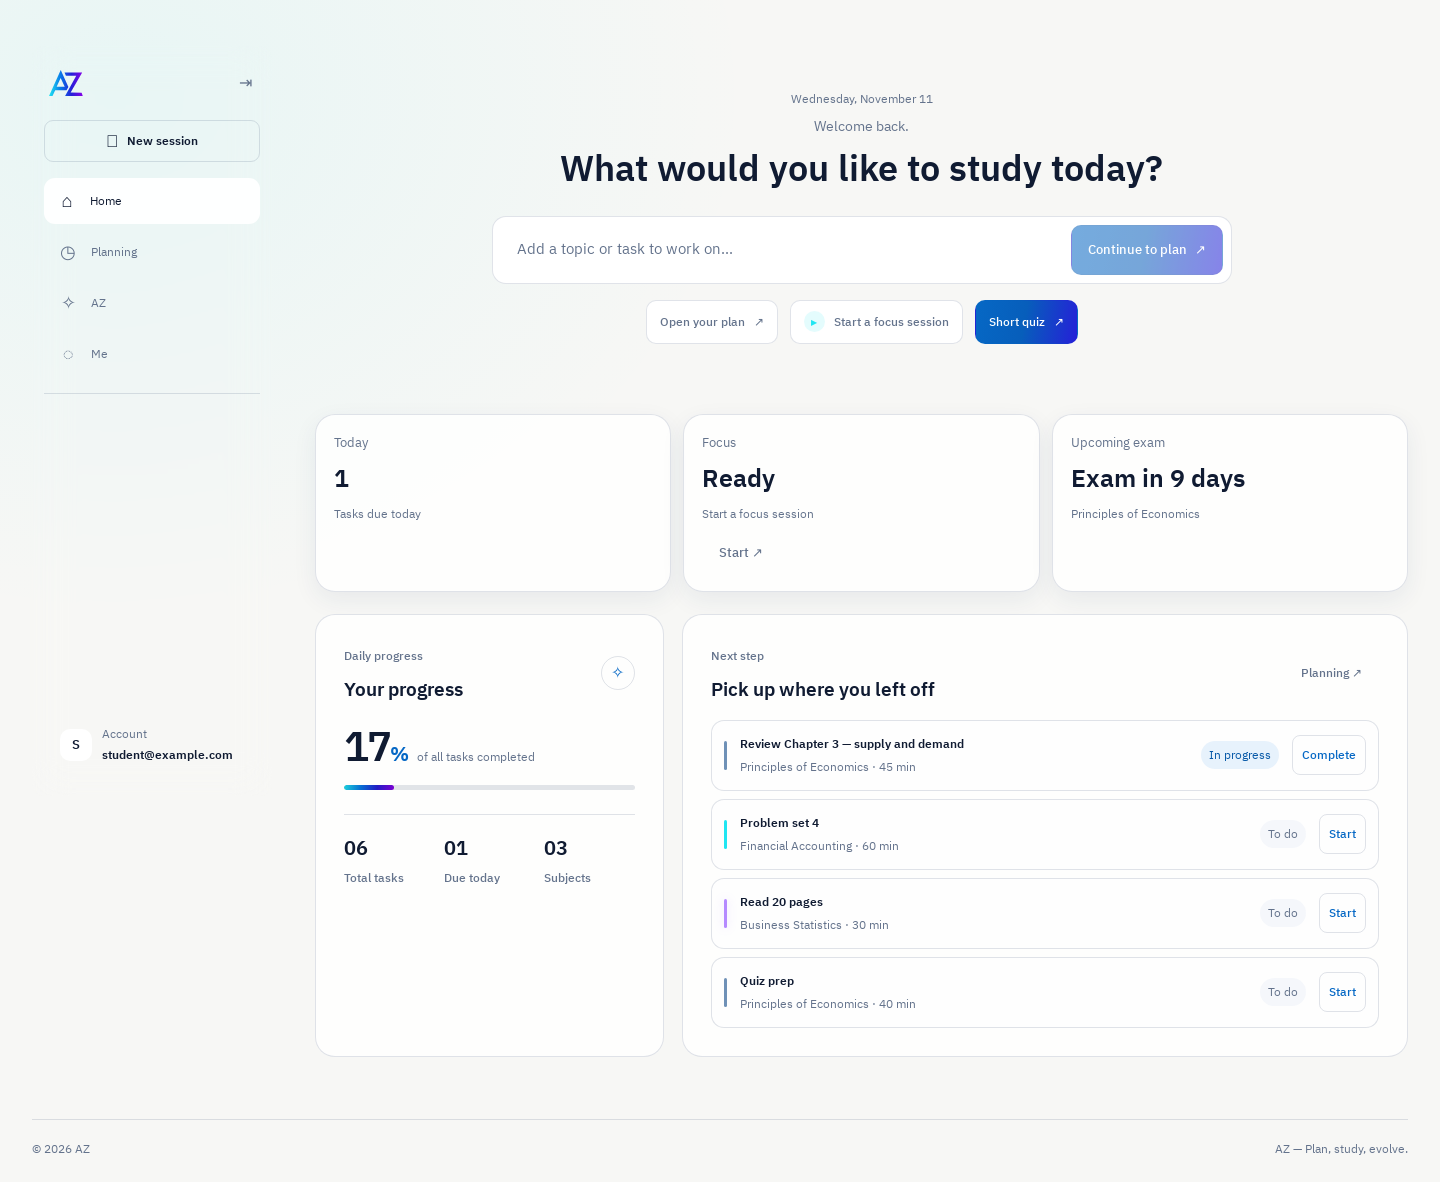 AZ
New session
Home
Planning
AZ
Me
Account
S
student@example.com
Wednesday, November 11
Welcome back.
What would you like to study today?
Add a topic or task to work on...
Continue to plan ↗
Open your plan ↗
Start a focus session
Short quiz ↗
Today
1
Tasks due today
Focus
Ready
Start a focus session
Start ↗
Upcoming exam
Exam in 9 days
Principles of Economics
Daily progress
Your progress
17% of all tasks completed
06
Total tasks
01
Due today
03
Subjects
Next step
Pick up where you left off
Planning ↗
Review Chapter 3 — supply and demand
Principles of Economics · 45 min
In progress
Complete
Problem set 4
Financial Accounting · 60 min
To do
Start
Read 20 pages
Business Statistics · 30 min
To do
Start
Quiz prep
Principles of Economics · 40 min
To do
Start
© 2026 AZ
AZ — Plan, study, evolve.